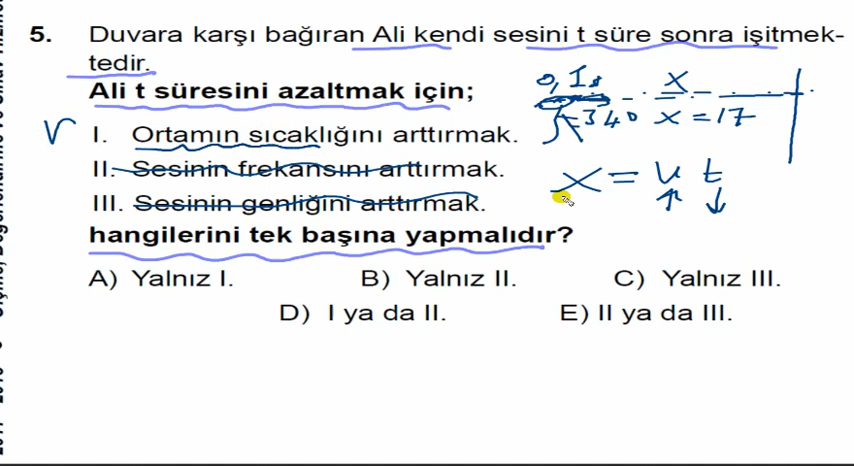 5. Duvara karşı bağıran Ali kendi sesini t süre sonra işitmek-
tedir.
Ali t süresini azaltmak için;
I. Ortamın sıcaklığını arttırmak.
II. Sesinin frekansını arttırmak.
III. Sesinin genliğini arttırmak.
hangilerini tek başına yapmalıdır?
A) Yalnız I. B) Yalnız II. C) Yalnız III.
D) I ya da II. E) II ya da III.
0,1s x
340 x = 17
x = v t